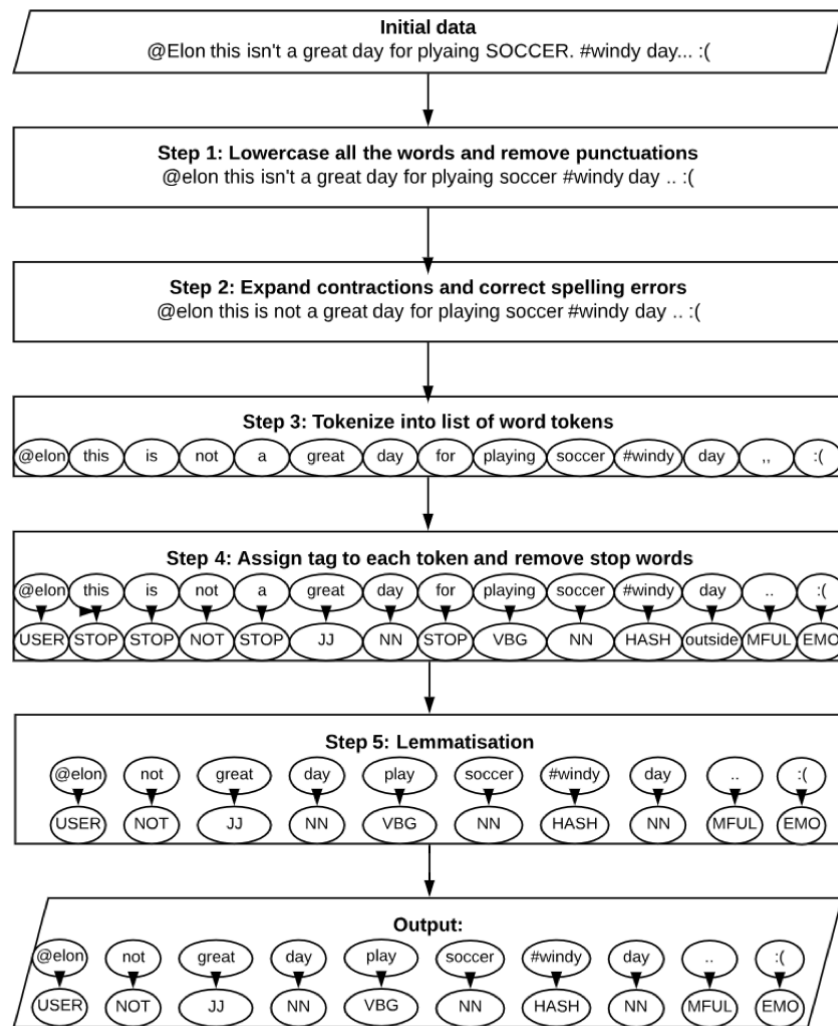 Initial data
@Elon this isn't a great day for plyaing SOCCER. #windy day... :(
Step 1: Lowercase all the words and remove punctuations
@elon this isn't a great day for plyaing soccer #windy day .. :(
Step 2: Expand contractions and correct spelling errors
@elon this is not a great day for playing soccer #windy day .. :(
Step 3: Tokenize into list of word tokens
@elon this is not a great day for playing soccer #windy day ,, :(
Step 4: Assign tag to each token and remove stop words
@elon this is not a great day for playing soccer #windy day .. :(
USER STOP STOP NOT STOP JJ NN STOP VBG NN HASH outside MFUL EMO
Step 5: Lemmatisation
@elon not great day play soccer #windy day .. :(
USER NOT JJ NN VBG NN HASH NN MFUL EMO
Output:
@elon not great day play soccer #windy day .. :(
USER NOT JJ NN VBG NN HASH NN MFUL EMO